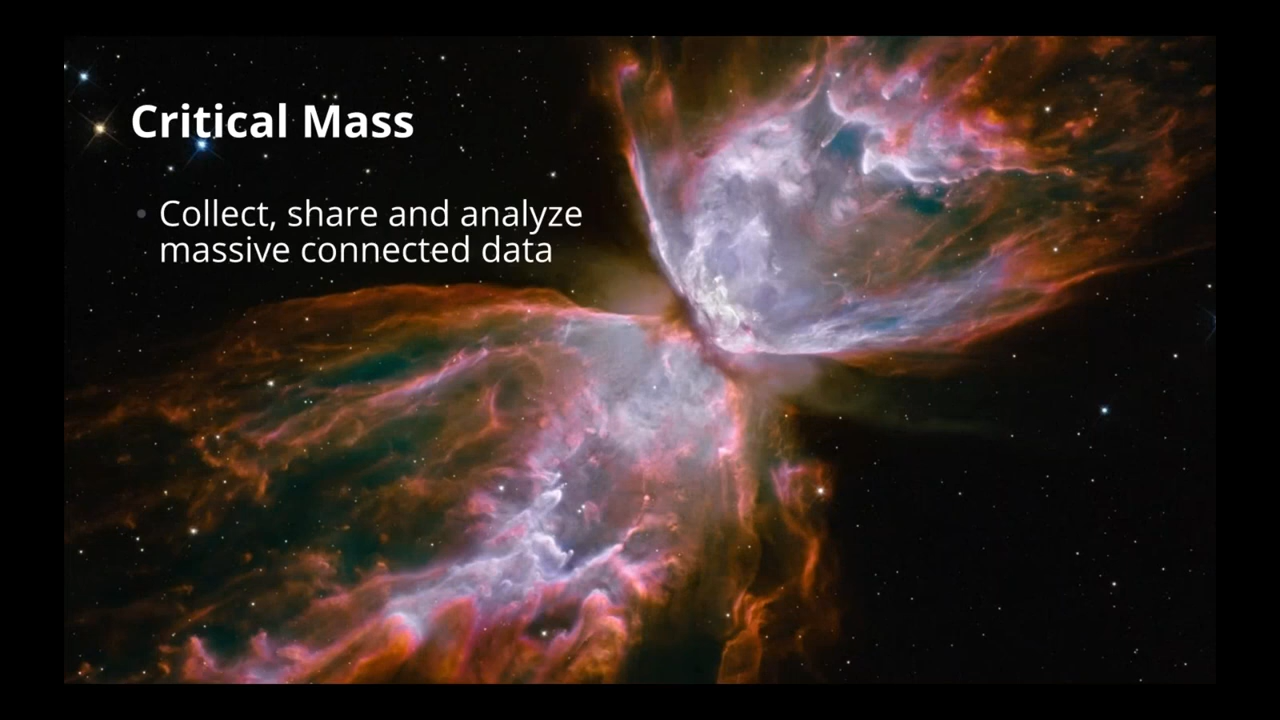 Critical Mass
• Collect, share and analyze
massive connected data